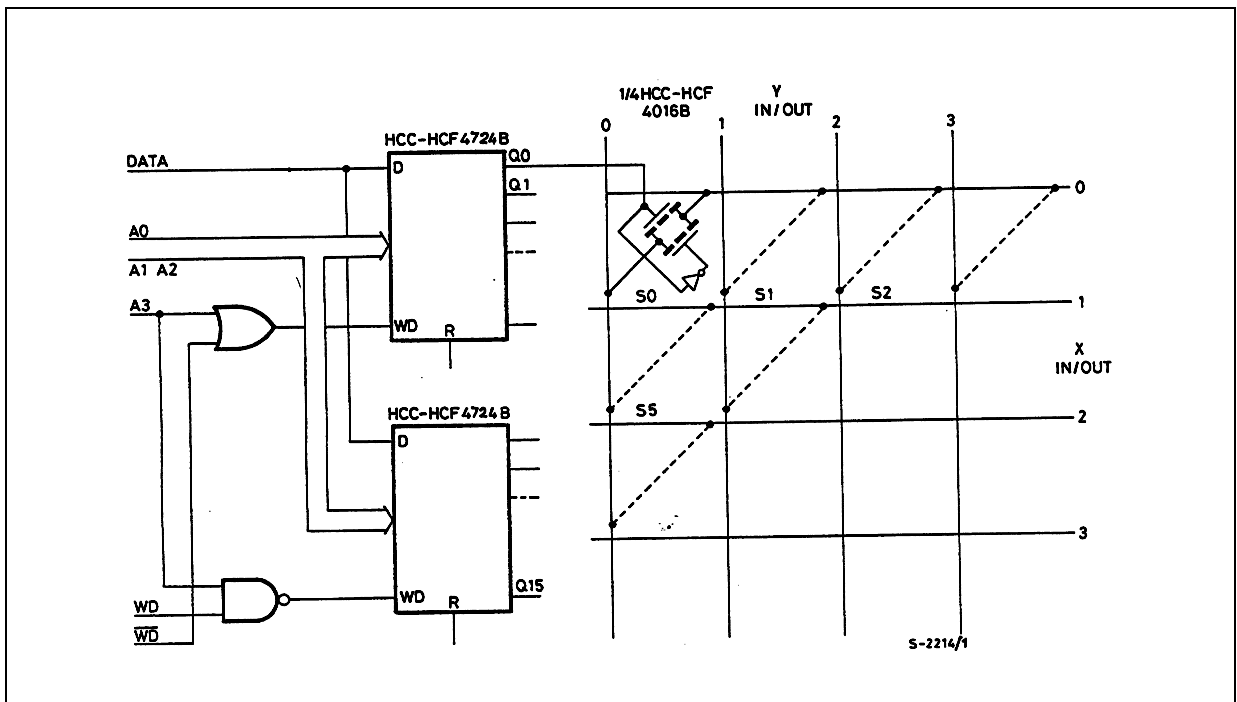 1/4HCC-HCF
4016B
Y
IN/OUT
0
1
2
3
HCC-HCF4724B
DATA
D
Q0
Q1
0
A0
A1 A2
A3
WD
R
S0
S1
S2
1
X
IN/OUT
HCC-HCF4724B
D
S5
2
3
WD
R
Q15
WD
W̅D̅
S-2214/1